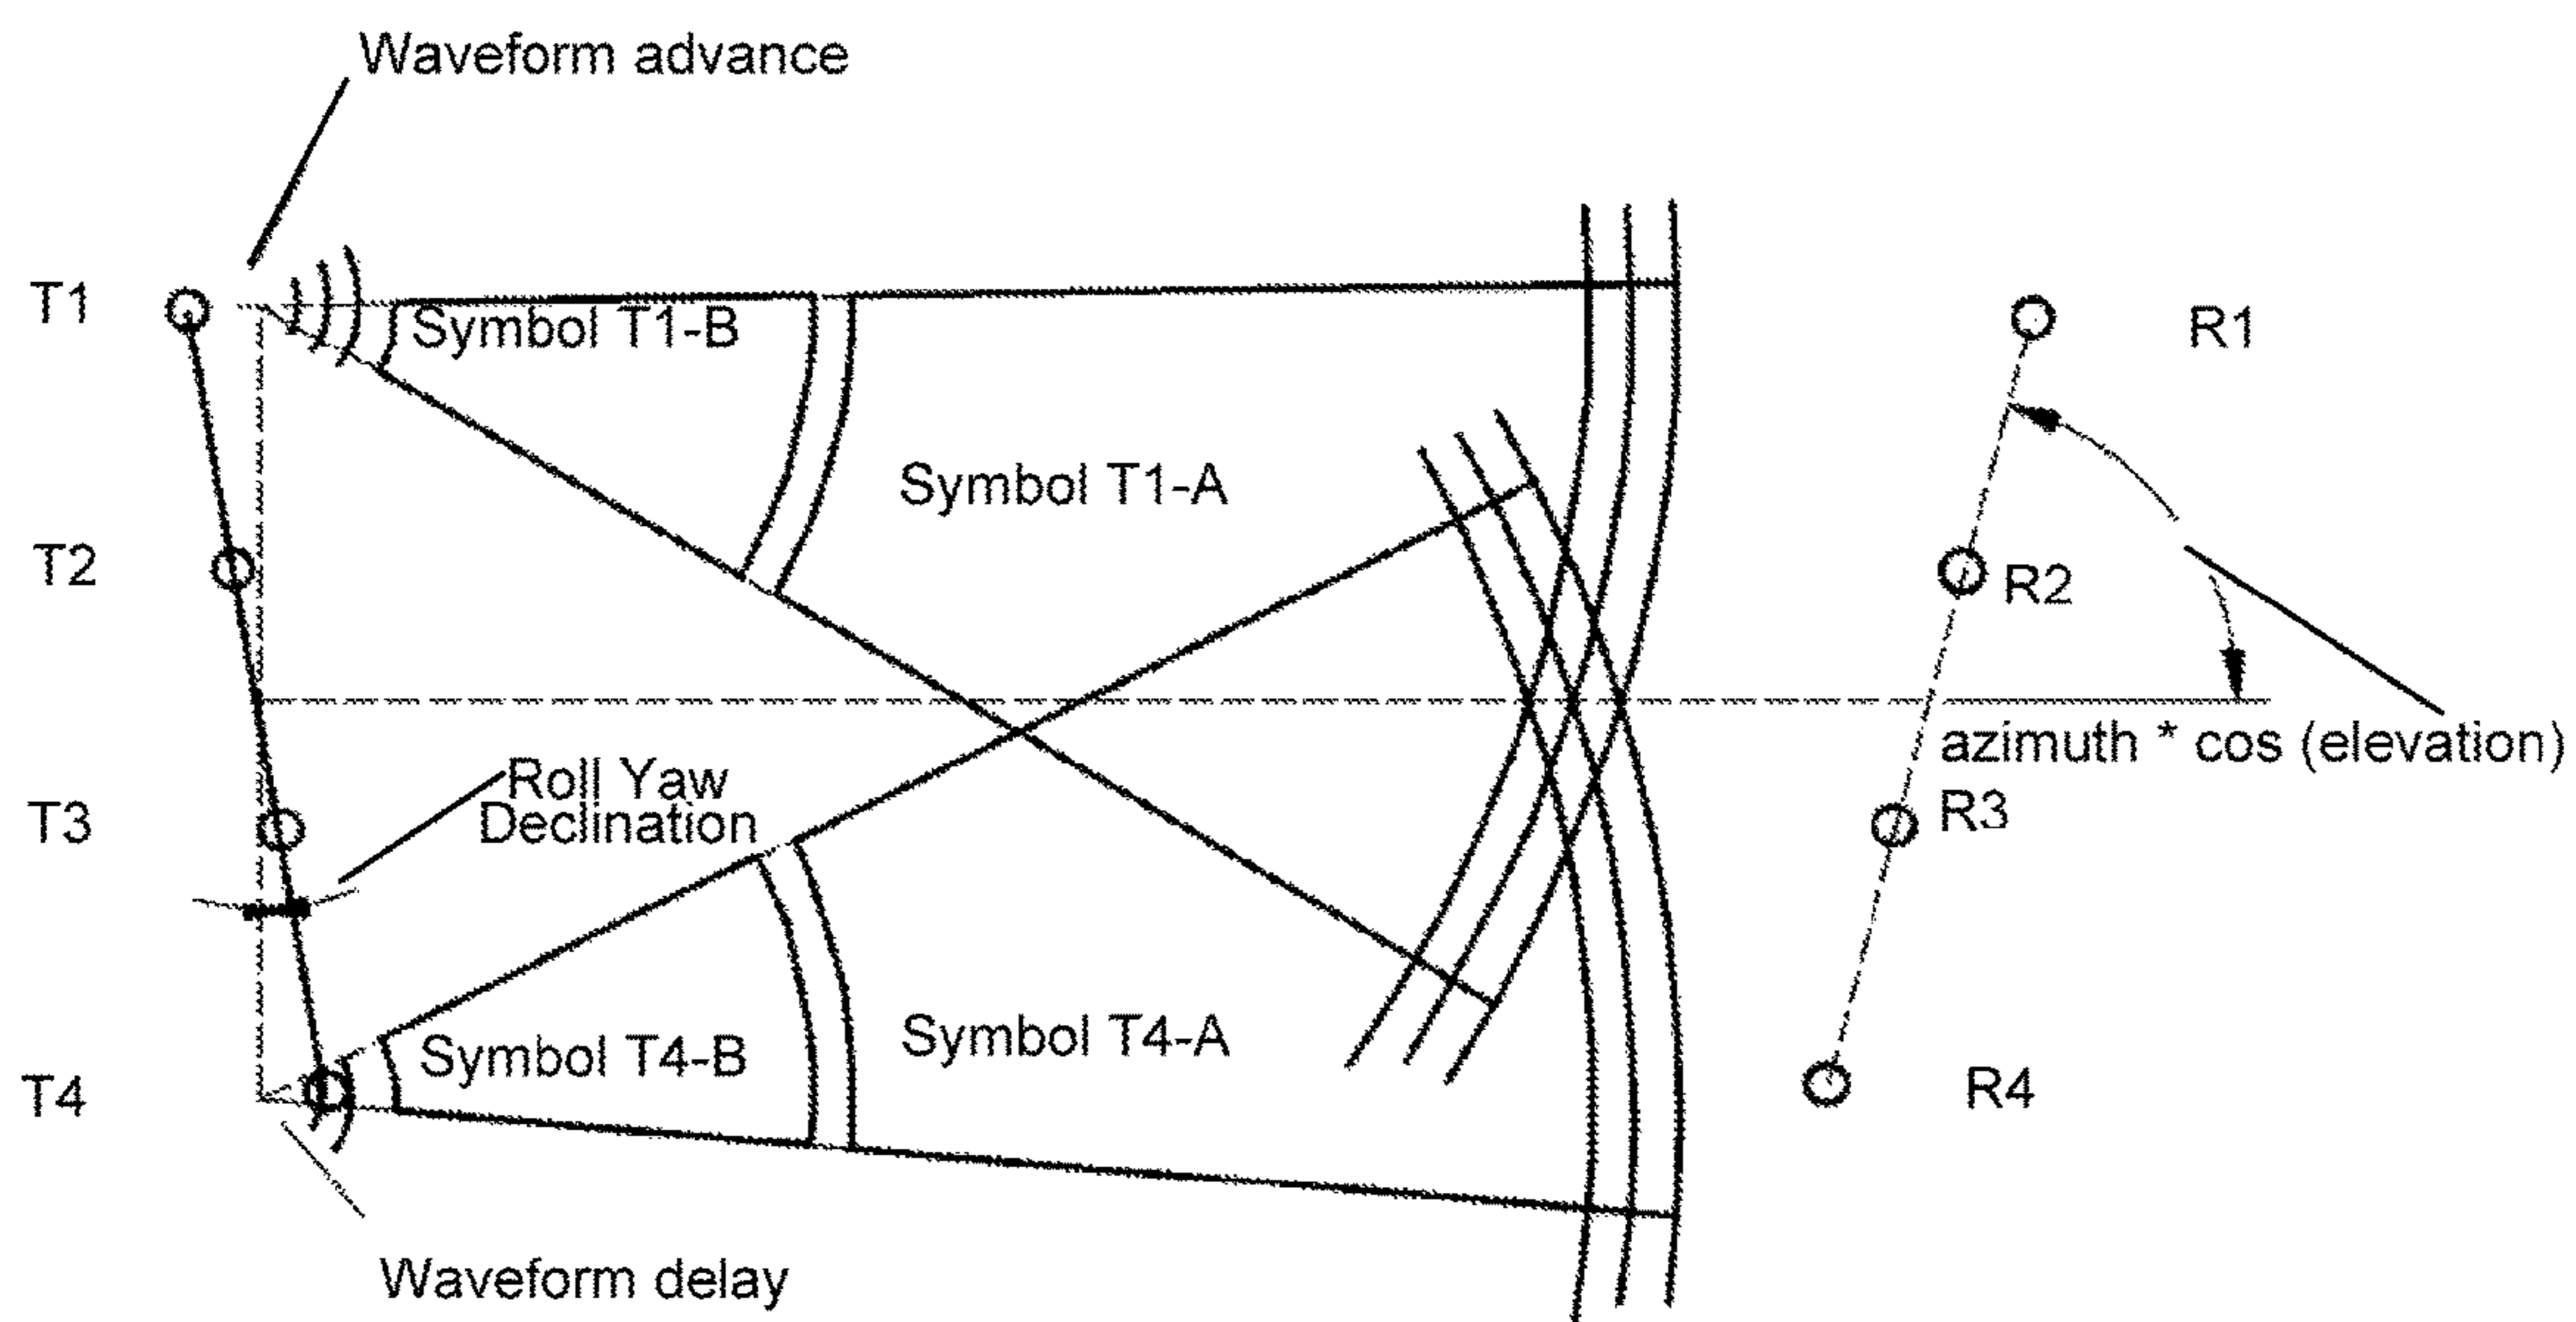 Waveform advance
T1
Symbol T1-B
R1
Symbol T1-A
T2
R2
azimuth * cos (elevation)
Roll Yaw
Declination
T3
R3
Symbol T4-B
Symbol T4-A
T4
R4
Waveform delay